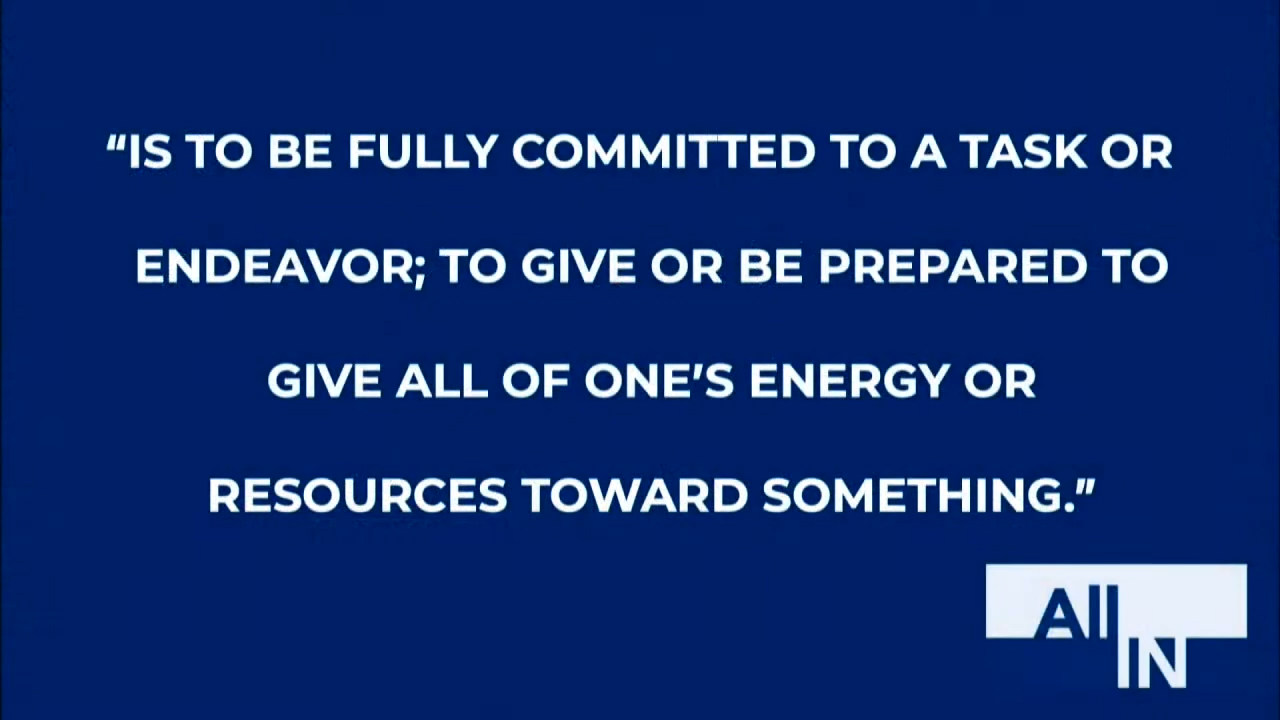 “IS TO BE FULLY COMMITTED TO A TASK OR
ENDEAVOR; TO GIVE OR BE PREPARED TO
GIVE ALL OF ONE’S ENERGY OR
RESOURCES TOWARD SOMETHING.”
All
IN